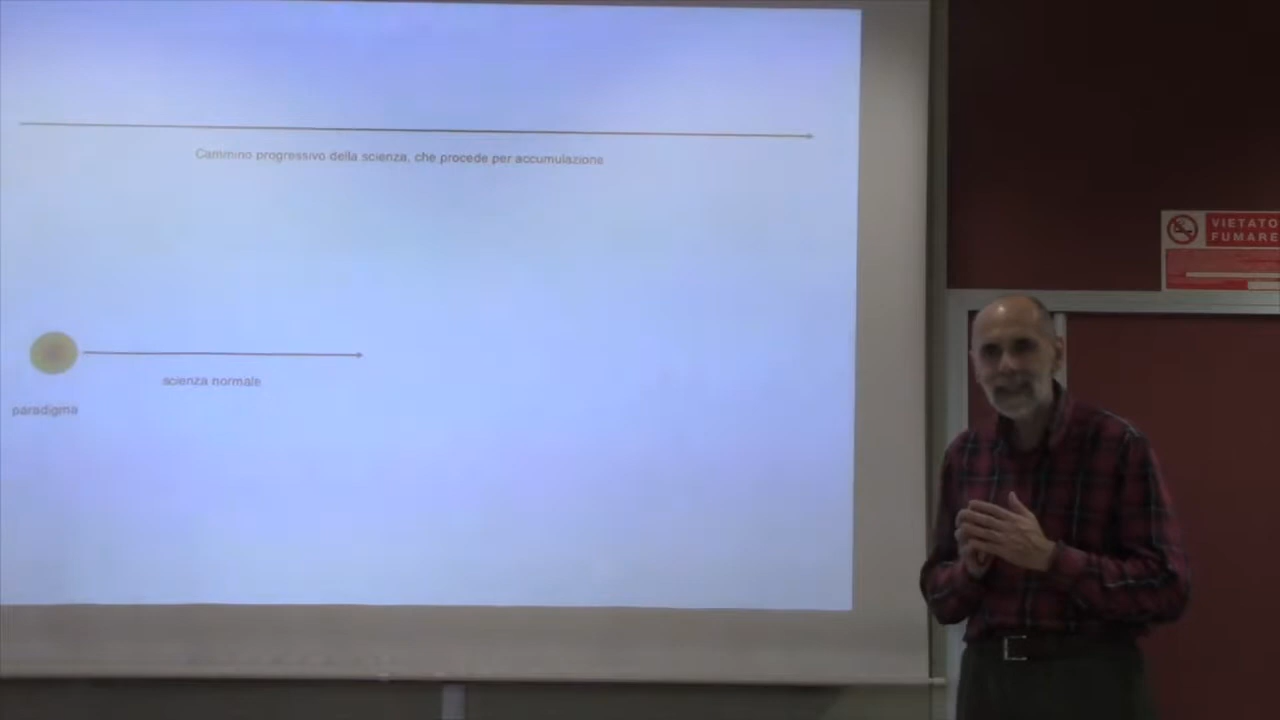 Cammino progressivo della scienza, che procede per accumulazione
VIETATO
FUMARE
scienza normale
paradigma